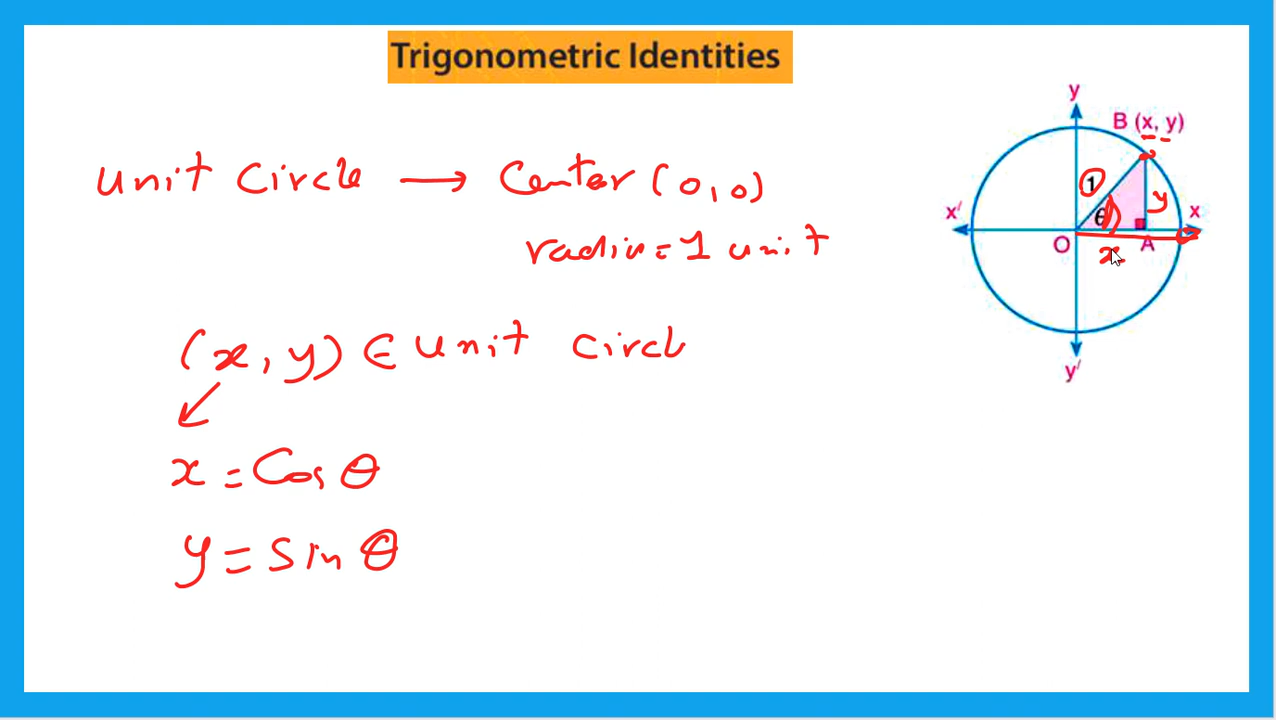 Trigonometric Identities
unit Circle → Center (0,0)
radius = 1 unit
(x, y) ∈ unit circle
x = Cos θ
y = Sin θ
y
B (x, y)
1
θ
y
x'
x
O
A
x
y'